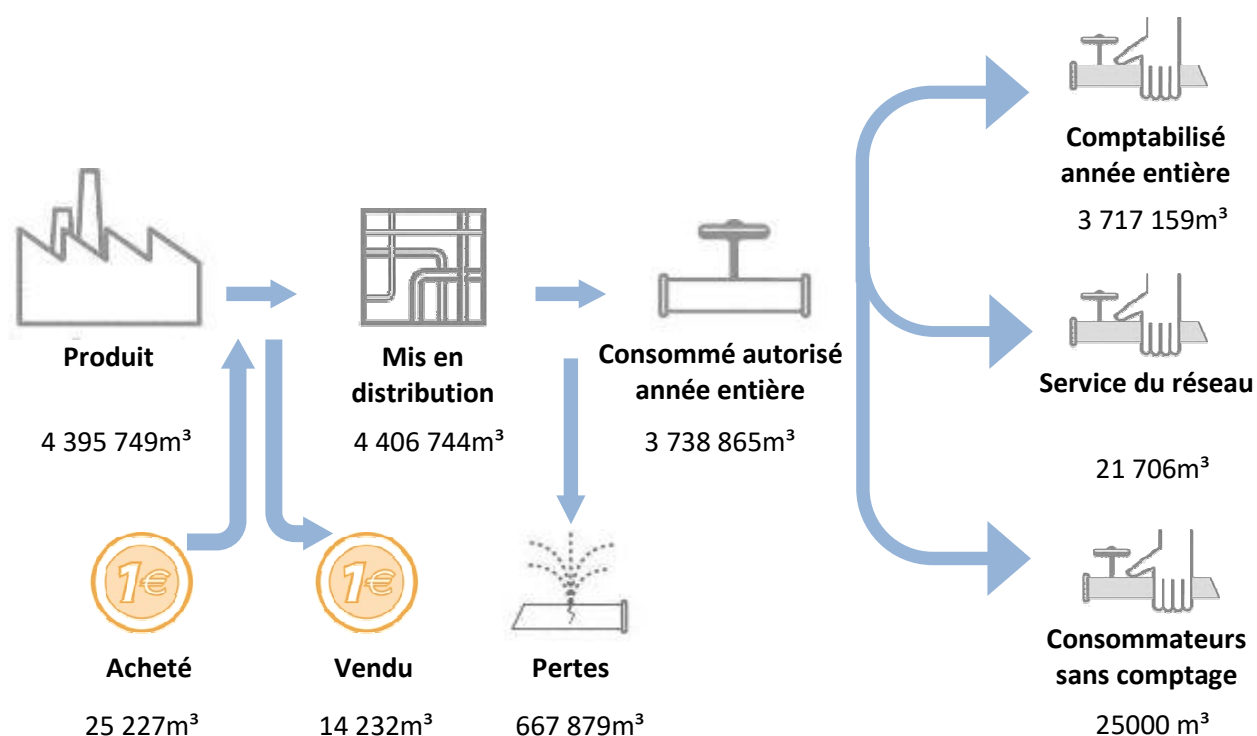 Comptabilisé
année entière
3 717 159m³
Produit
4 395 749m³
Mis en
distribution
4 406 744m³
Consommé autorisé
année entière
3 738 865m³
Service du réseau
21 706m³
1€
Acheté
25 227m³
1€
Vendu
14 232m³
Pertes
667 879m³
Consommateurs
sans comptage
25000 m³